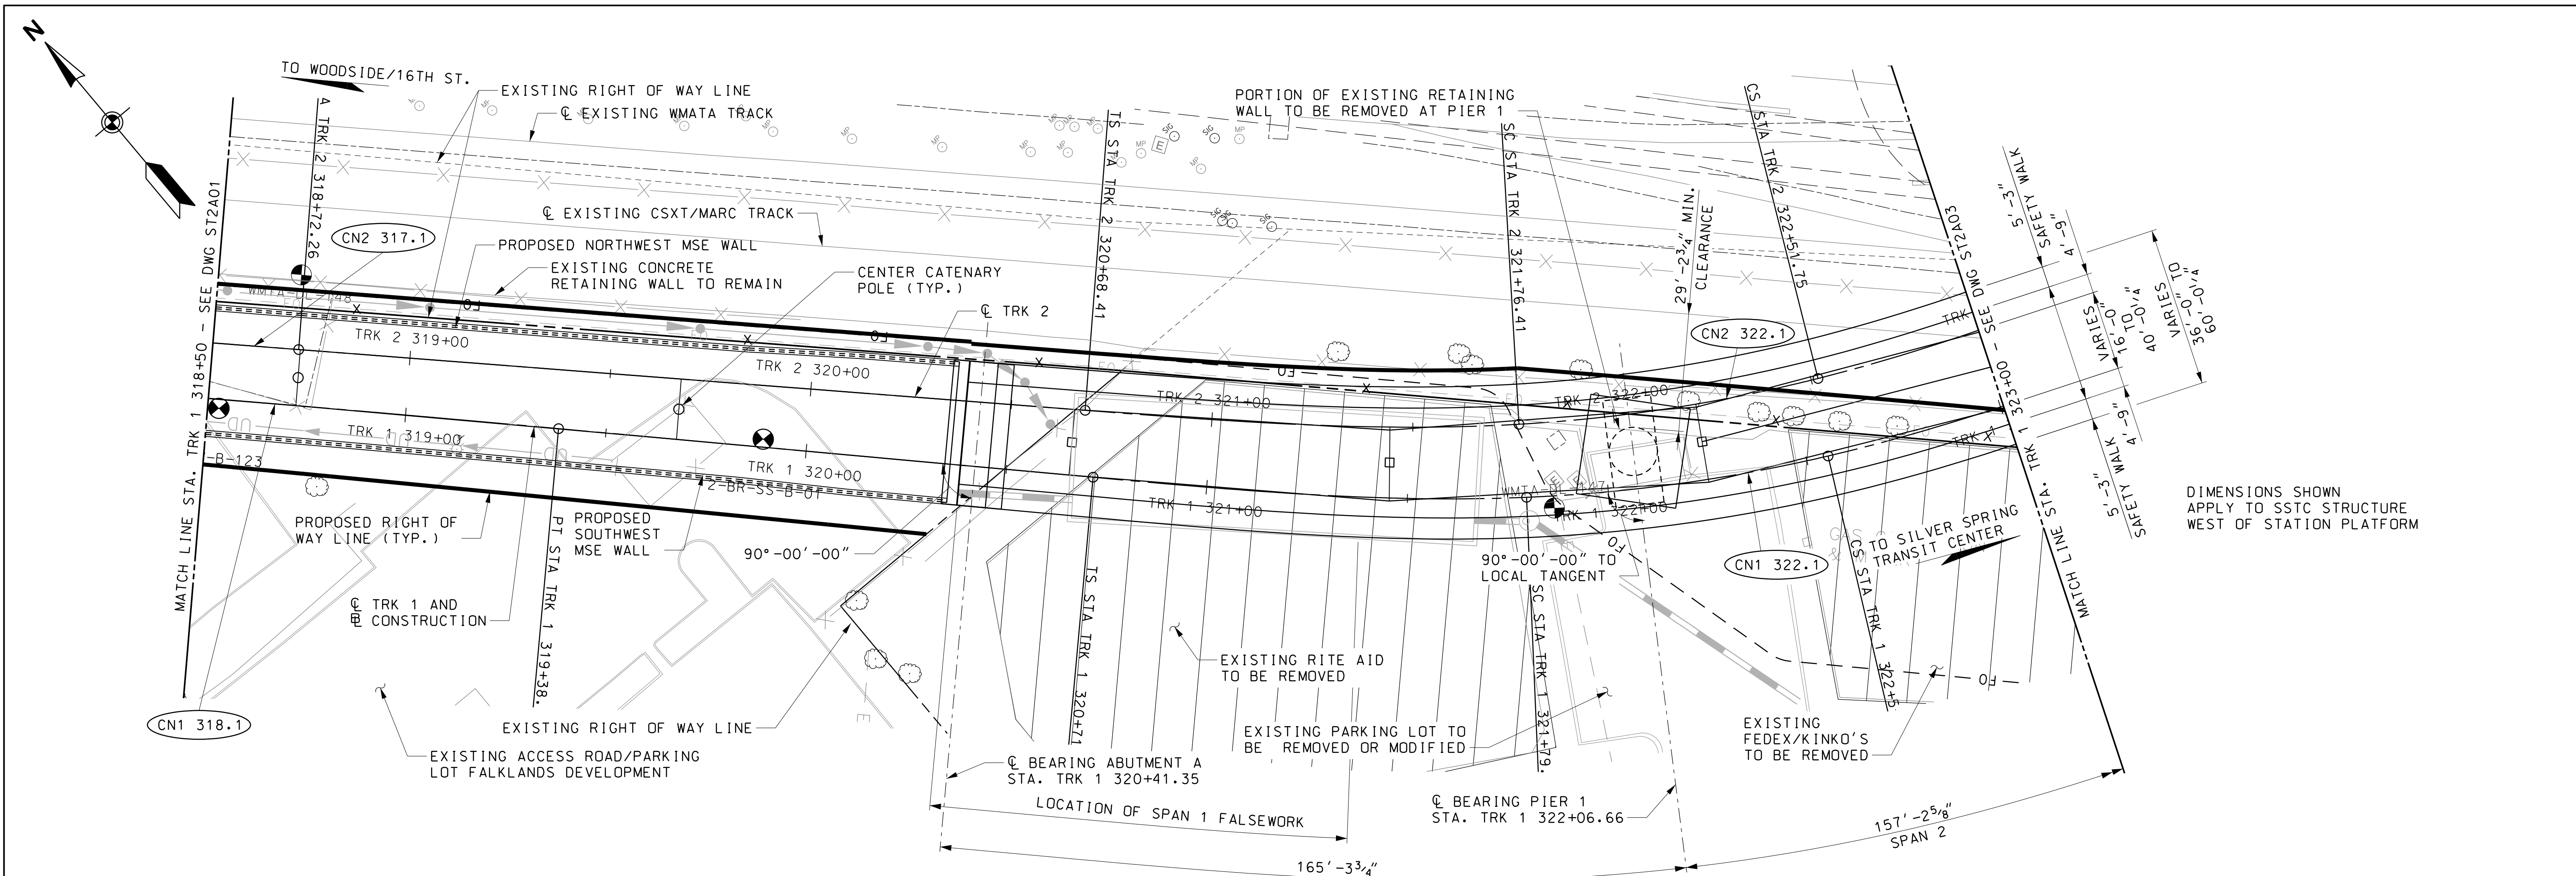 N
TO WOODSIDE/16TH ST.
EXISTING RIGHT OF WAY LINE
℄ EXISTING WMATA TRACK
A TRK 2 318+72.26
CN2 317.1
℄ EXISTING CSXT/MARC TRACK
PROPOSED NORTHWEST MSE WALL
EXISTING CONCRETE
RETAINING WALL TO REMAIN
CENTER CATENARY
POLE (TYP.)
℄ TRK 2
TS STA TRK 2 320+68.41
PORTION OF EXISTING RETAINING
WALL TO BE REMOVED AT PIER 1
SC STA TRK 2 321+76.41
29'-2¾" MIN.
CLEARANCE
CS STA TRK 2 322+51.75
CN2 322.1
MATCH LINE STA. TRK 1 323+00 - SEE DWG ST2A03
5'-3"
SAFETY WALK
4'-9"
VARIES
16'-0"
TO
40'-0¼"
VARIES
36'-0" TO
60'-0¼"
4'-9"
5'-3"
SAFETY WALK
DIMENSIONS SHOWN
APPLY TO SSTC STRUCTURE
WEST OF STATION PLATFORM
MATCH LINE STA. TRK 1 318+50 - SEE DWG ST2A01
WMTA-DL-148
FO
FO
FO
FO
TRK 2 319+00
TRK 2 320+00
TRK 2 321+00
TRK 2 322+00
TRK
TRK 1 319+00
TRK 1 320+00
TRK 1 321+00
TRK 1 322+00
TRK 1
-B-123
2-BR-SS-B-01
WMTA-DL-147
PROPOSED RIGHT OF
WAY LINE (TYP.)
PROPOSED
SOUTHWEST
MSE WALL
90°-00'-00"
90°-00'-00" TO
LOCAL TANGENT
CN1 322.1
GAS
TO SILVER SPRING
TRANSIT CENTER
℄ TRK 1 AND
B CONSTRUCTION
PT STA TRK 1 319+38.
TS STA TRK 1 320+71
SC STA TRK 1 321+79.
CS STA TRK 1 322+5
FO
FO
CN1 318.1
EXISTING RIGHT OF WAY LINE
EXISTING ACCESS ROAD/PARKING
LOT FALKLANDS DEVELOPMENT
EXISTING RITE AID
TO BE REMOVED
EXISTING PARKING LOT TO
BE REMOVED OR MODIFIED
EXISTING
FEDEX/KINKO'S
TO BE REMOVED
℄ BEARING ABUTMENT A
STA. TRK 1 320+41.35
LOCATION OF SPAN 1 FALSEWORK
℄ BEARING PIER 1
STA. TRK 1 322+06.66
165'-3¾"
157'-2⅝"
SPAN 2